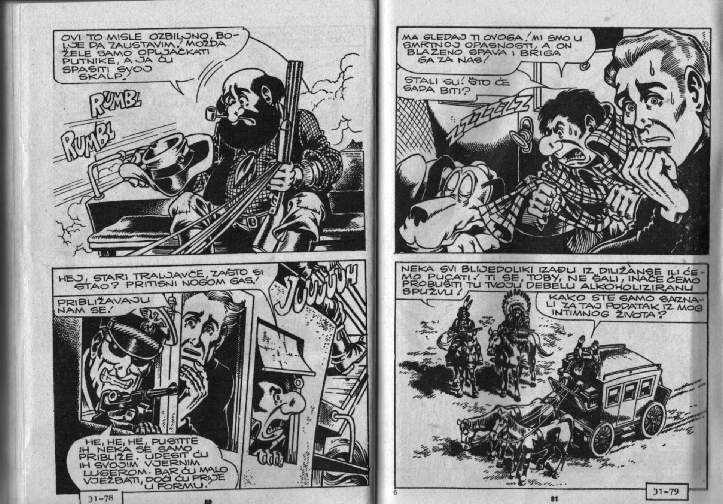 OVI TO MISLE OZBILJNO, BO-
LJE DA ZAUSTAVIM! MOŽDA
ŽELE SAMO OPLJAČKATI
PUTNIKE, A JA ĆU
SPASITI SVOJ
SKALP!
RUMBL
RUMBL
HEJ, STARI TRALJAVČE, ZAŠTO SI
STAO? PRITISNI NOGOM GAS!
PRIBLIŽAVAJU
NAM SE!
JUUUUUH
HE, HE, HE, PUSTITE
IH NEKA SE SAMO
PRIBLIŽE. UDESIT ĆU
IH SVOJIM VJERNIM
LUGEROM. BAR ĆU MALO
VJEŽBATI, DOĆI ĆU PRIJE
U FORMU.
31-78
80
MA GLEDAJ TI OVOGA! MI SMO U
SMRTNOJ OPASNOSTI, A ON
BLAŽENO SPAVA I BRIGA
GA ZA NAS!
STALI SU! ŠTO ĆE
SADA BITI?
ZZZZZZZZ
NEKA SVI BLIJEDOLIKI IZAĐU IZ DILIŽANSE ILI ĆE-
MO PUCATI! TI SE, TOBY, NE ŠALI, INAČE ĆEMO
PROBUŠITI TU TVOJU DEBELU ALKOHOLIZIRANU
SPUŽVU!
KAKO STE SAMO SAZNA-
LI ZA TAJ PODATAK IZ MOG
INTIMNOG ŽIVOTA?
6
81
31-79